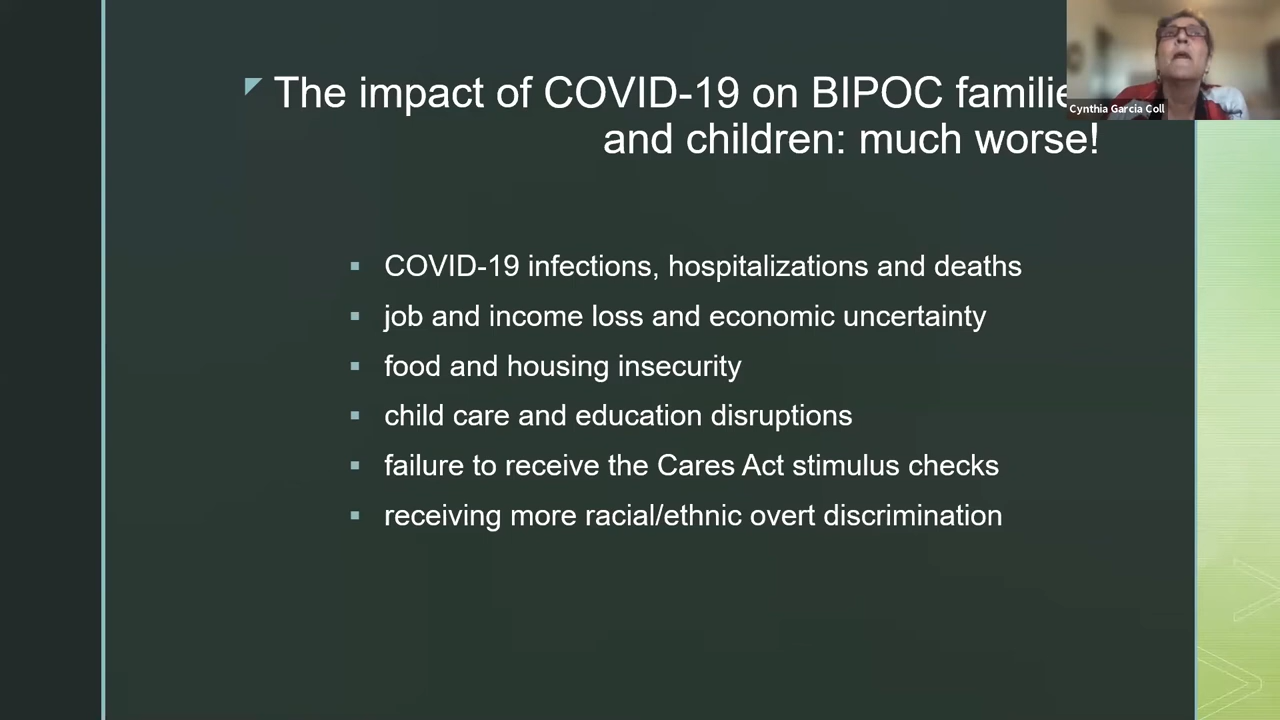 The impact of COVID-19 on BIPOC familie
and children: much worse!
Cynthia Garcia Coll
▪ COVID-19 infections, hospitalizations and deaths
▪ job and income loss and economic uncertainty
▪ food and housing insecurity
▪ child care and education disruptions
▪ failure to receive the Cares Act stimulus checks
▪ receiving more racial/ethnic overt discrimination